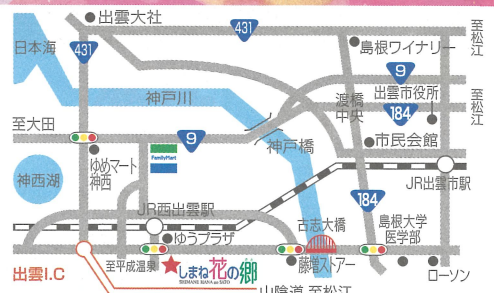 出雲大社
431
至松江
日本海
431
島根ワイナリー
9
神戸川
渡橋
中央
出雲市役所
184
至松江
至大田
9
神戸橋
市民会館
FamilyMart
ゆめマート
神西
神西湖
JR出雲市駅
JR西出雲駅
184
古志大橋
島根大学
医学部
ゆうプラザ
出雲I.C
至平成温泉
しまね花の郷
SHIMANE HANA no SATO
藤増ストアー
ローソン
山陰道 至松江